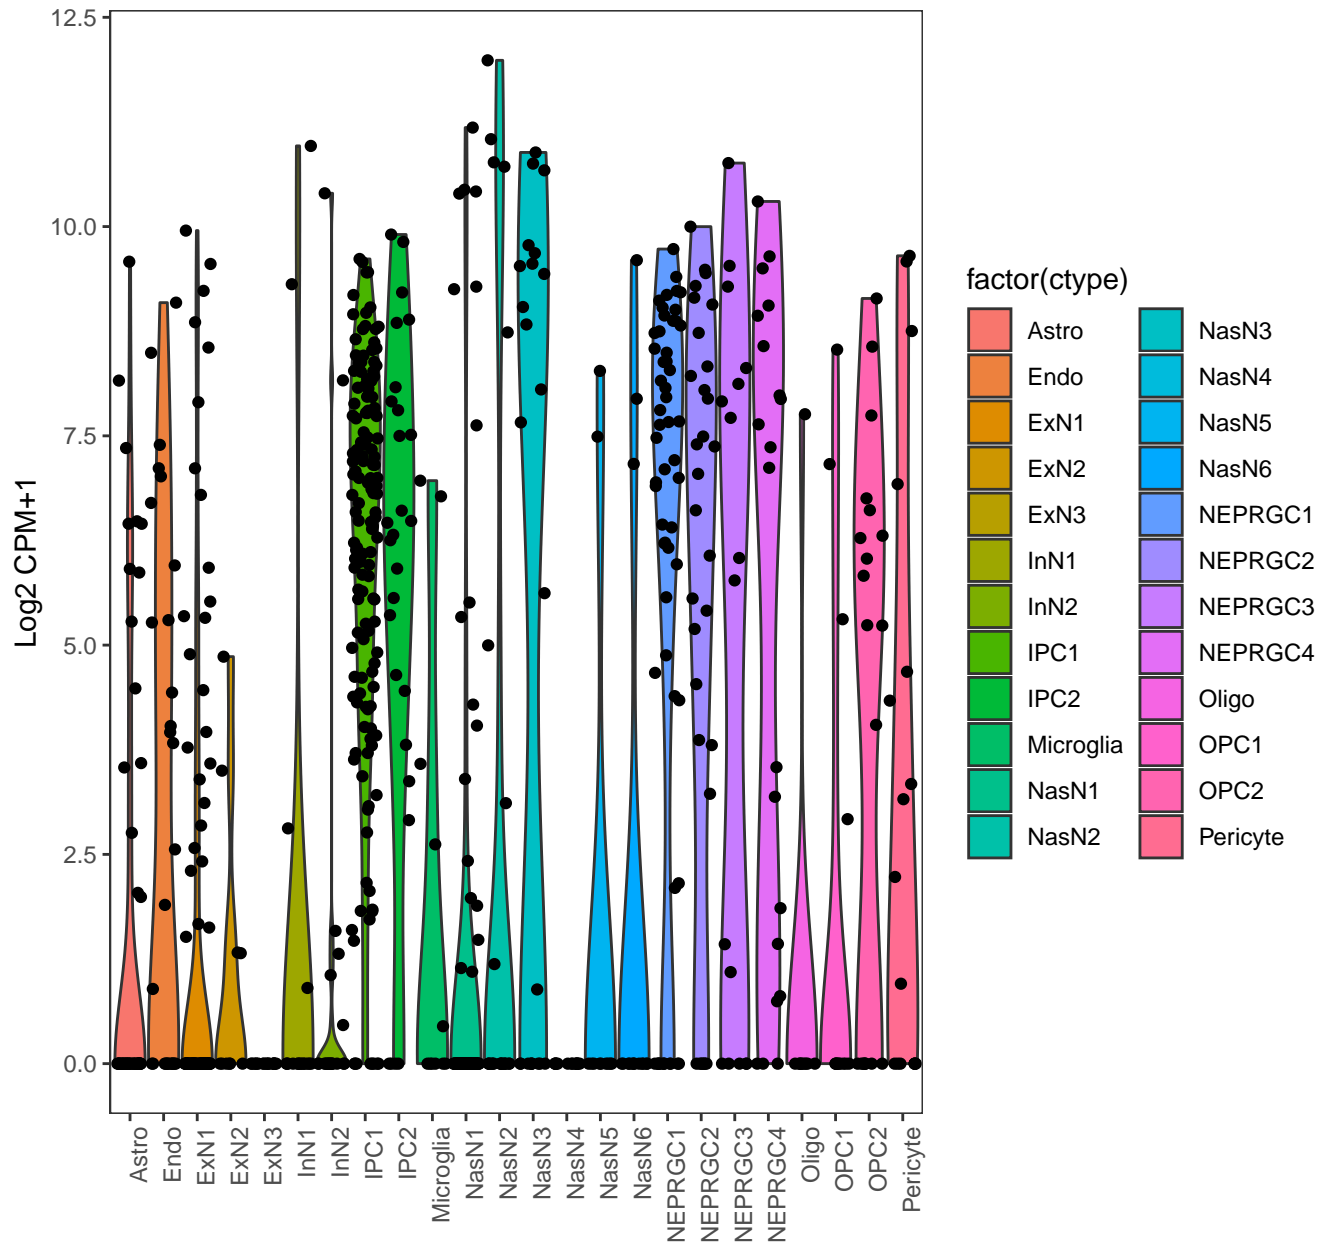 12.5
10.0
7.5
5.0
2.5
0.0
Log2 CPM+1
Astro
Endo
ExN1
ExN2
ExN3
InN1
InN2
IPC1
IPC2
Microglia
NasN1
NasN2
NasN3
NasN4
NasN5
NasN6
NEPRGC1
NEPRGC2
NEPRGC3
NEPRGC4
Oligo
OPC1
OPC2
Pericyte
factor(ctype)
Astro
Endo
ExN1
ExN2
ExN3
InN1
InN2
IPC1
IPC2
Microglia
NasN1
NasN2
NasN3
NasN4
NasN5
NasN6
NEPRGC1
NEPRGC2
NEPRGC3
NEPRGC4
Oligo
OPC1
OPC2
Pericyte